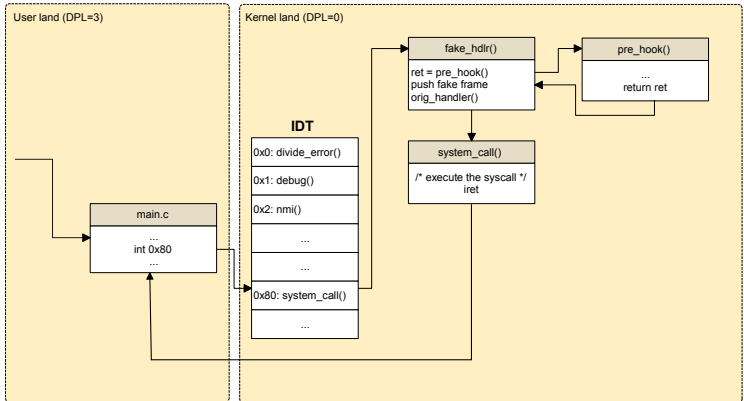 User land (DPL=3)
Kernel land (DPL=0)
fake_hdlr()
ret = pre_hook()
push fake frame
orig_handler()
pre_hook()
...
return ret
IDT
0x0: divide_error()
0x1: debug()
0x2: nmi()
...
...
0x80: system_call()
...
system_call()
/* execute the syscall */
iret
main.c
...
int 0x80
...